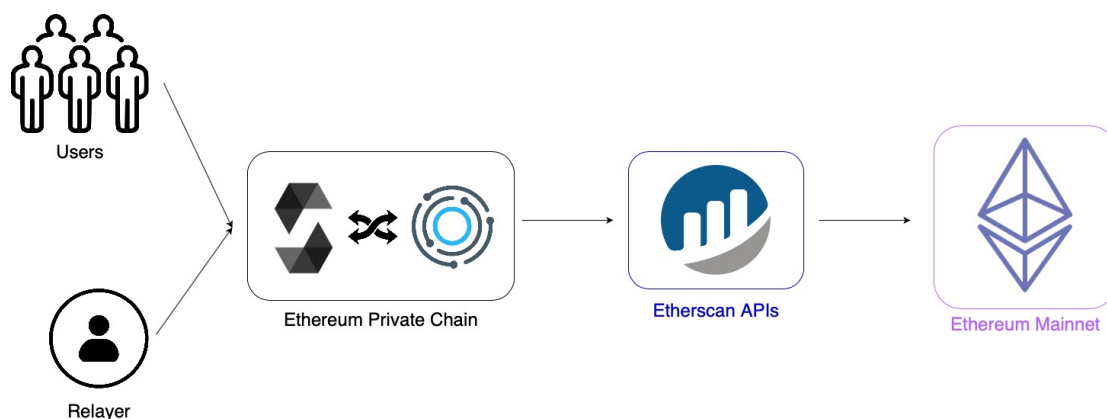 Users
Relayer
Ethereum Private Chain
Etherscan APIs
Ethereum Mainnet